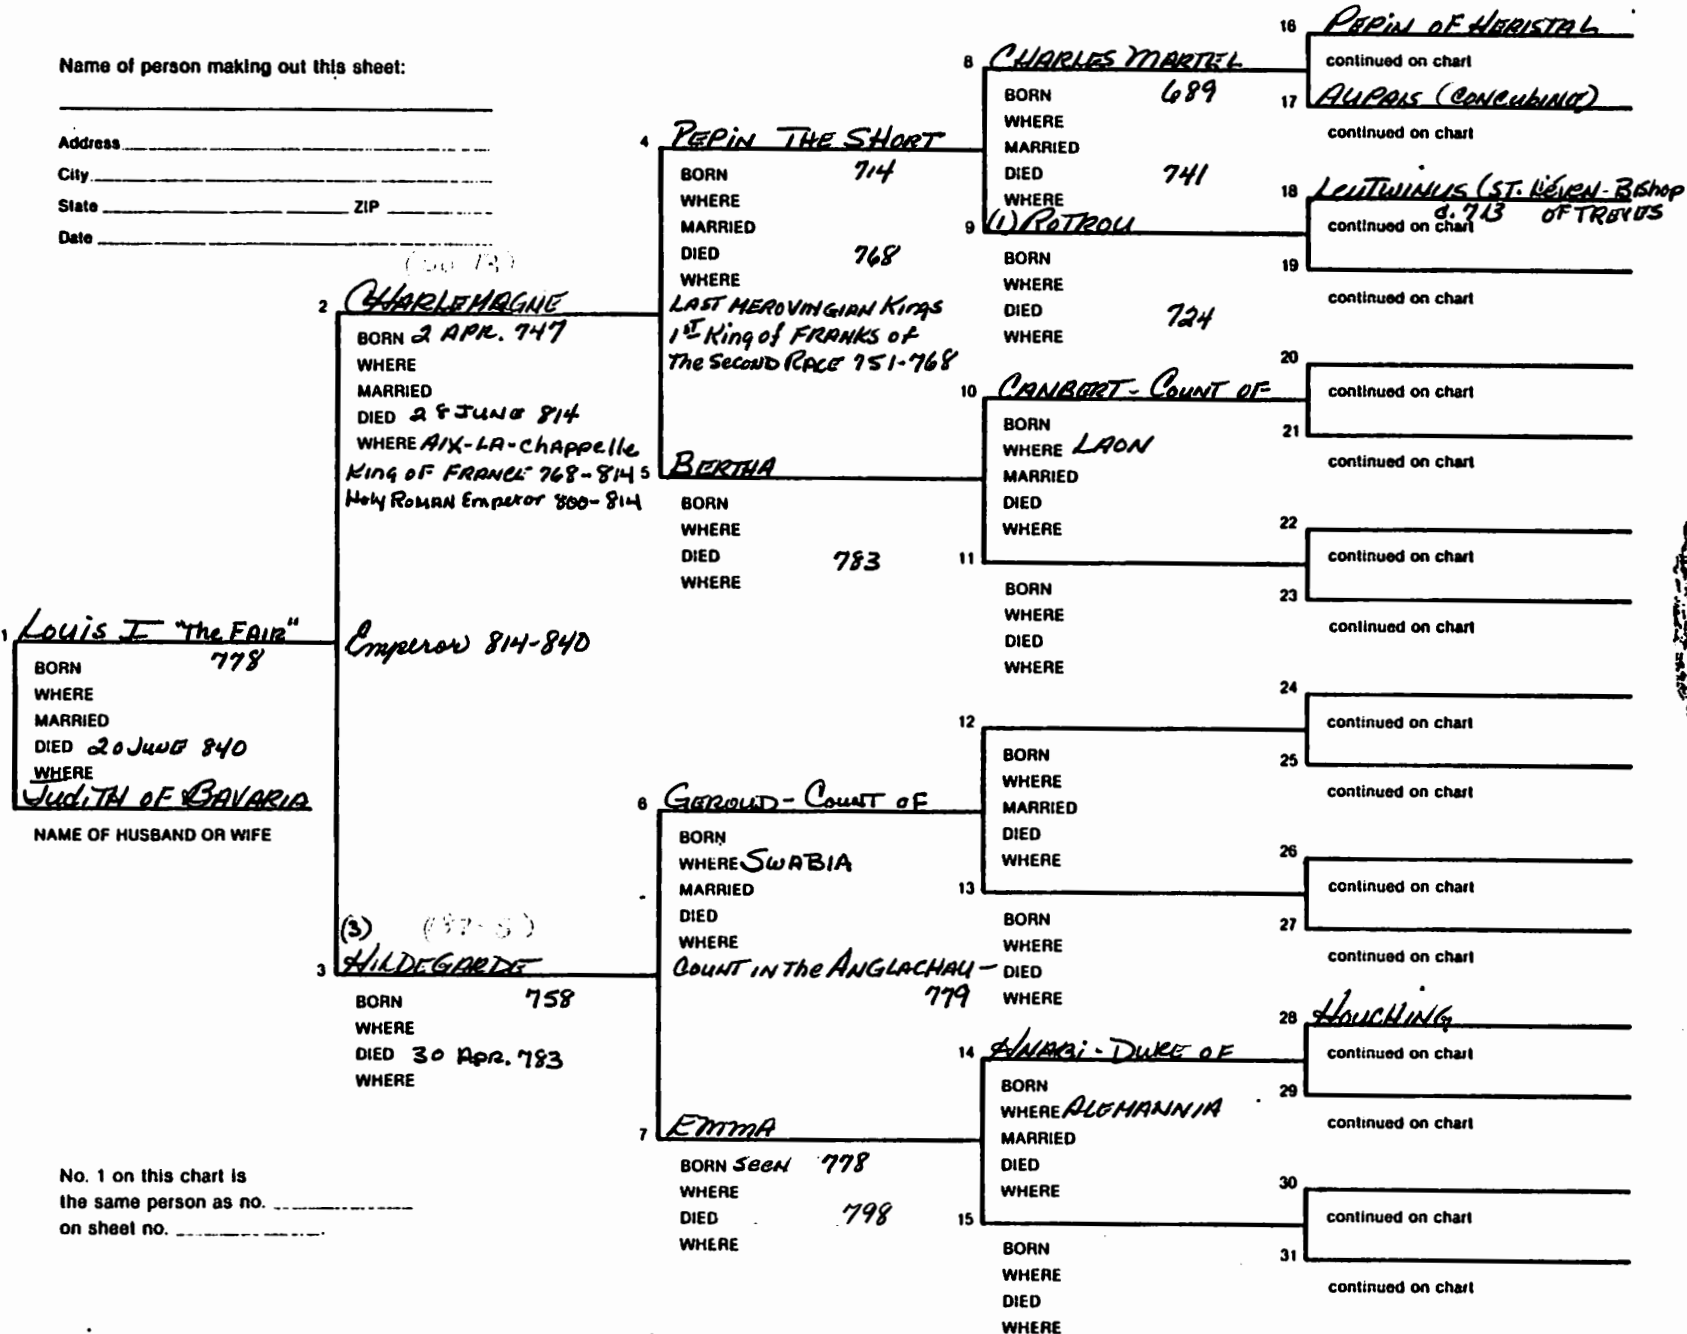 Name of person making out this sheet:
Address
City
State ZIP
Date
1 Louis I "The FAIR"
BORN 778
WHERE
MARRIED
DIED 20 JUNE 840
WHERE
JUDITH OF BAVARIA
NAME OF HUSBAND OR WIFE
Emperor 814-840
No. 1 on this chart is
the same person as no.
on sheet no.
2 CHARLEMAGNE
BORN 2 APR. 747
WHERE
MARRIED
DIED 28 JUNE 814
WHERE AIX-LA-CHAPPELLE
King OF FRANCE 768-814
Holy ROMAN Emperor 800-814
(3)
3 HILDEGARDE
BORN 758
WHERE
DIED 30 APR. 783
WHERE
4 PEPIN THE SHORT
BORN 714
WHERE
MARRIED
DIED 768
WHERE
LAST MEROVINGIAN KINGS
1ST King of FRANKS of
The SECOND RACE 751-768
5 BERTHA
BORN
WHERE
DIED 783
WHERE
6 GEROUD - COUNT OF
BORN
WHERE SWABIA
MARRIED
DIED
WHERE
COUNT IN The ANGLACHAU -
779
7 EMMA
BORN SEEN 778
WHERE
DIED 798
WHERE
8 CHARLES MARTEL
BORN 689
WHERE
MARRIED
DIED 741
WHERE
9 (1) ROTROU
BORN
WHERE
DIED 724
WHERE
10 CANBERT - COUNT OF
BORN
WHERE LAON
MARRIED
DIED
WHERE
11
BORN
WHERE
DIED
WHERE
12
BORN
WHERE
MARRIED
DIED
WHERE
13
BORN
WHERE
DIED
WHERE
14 HNABI - DUKE OF
BORN
WHERE ALEMANNIA
MARRIED
DIED
WHERE
15
BORN
WHERE
DIED
WHERE
16 PEPIN OF HERISTAL
continued on chart
17 ALPAIS (CONCUBINE)
continued on chart
18 LEUTWINUS (ST. LIÉVEN - BISHOP
d. 713 OF TREVES
continued on chart
19
continued on chart
20
continued on chart
21
continued on chart
22
continued on chart
23
continued on chart
24
continued on chart
25
continued on chart
26
continued on chart
27
continued on chart
28 HOUCHING
continued on chart
29
continued on chart
30
continued on chart
31
continued on chart